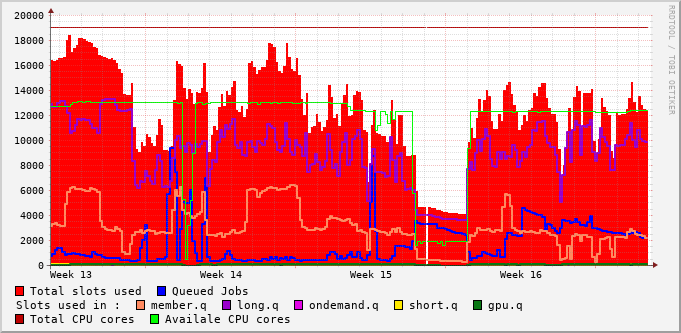 20000
18000
16000
14000
12000
10000
8000
6000
4000
2000
0
Week 13 Week 14 Week 15 Week 16
Total slots used Queued Jobs
Slots used in : member.q long.q ondemand.q short.q gpu.q
Total CPU cores Availale CPU cores
RRDTOOL / TOBI OETIKER